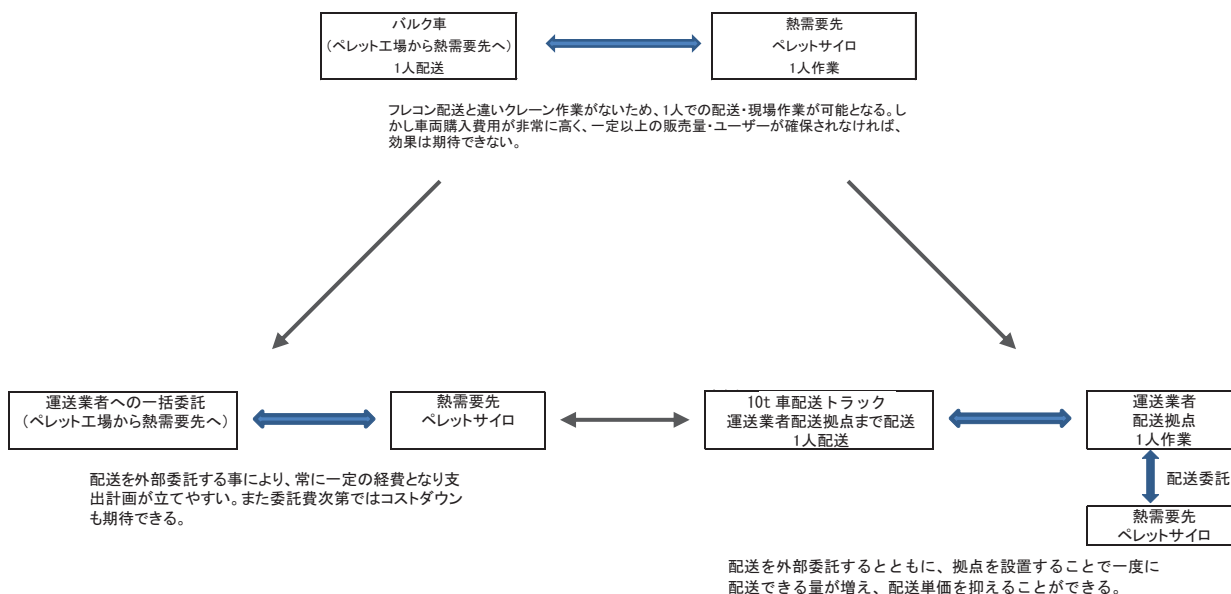 バルク車
（ペレット工場から熱需要先へ）
1人配送
熱需要先
ペレットサイロ
1人作業
フレコン配送と違いクレーン作業がないため、1人での配送・現場作業が可能となる。し
かし車両購入費用が非常に高く、一定以上の販売量・ユーザーが確保されなければ、
効果は期待できない。
運送業者への一括委託
（ペレット工場から熱需要先へ）
熱需要先
ペレットサイロ
10t 車配送トラック
運送業者配送拠点まで配送
1人配送
運送業者
配送拠点
1人作業
配送委託
熱需要先
ペレットサイロ
配送を外部委託する事により、常に一定の経費となり支
出計画が立てやすい。また委託費次第ではコストダウン
も期待できる。
配送を外部委託するとともに、拠点を設置することで一度に
配送できる量が増え、配送単価を抑えることができる。